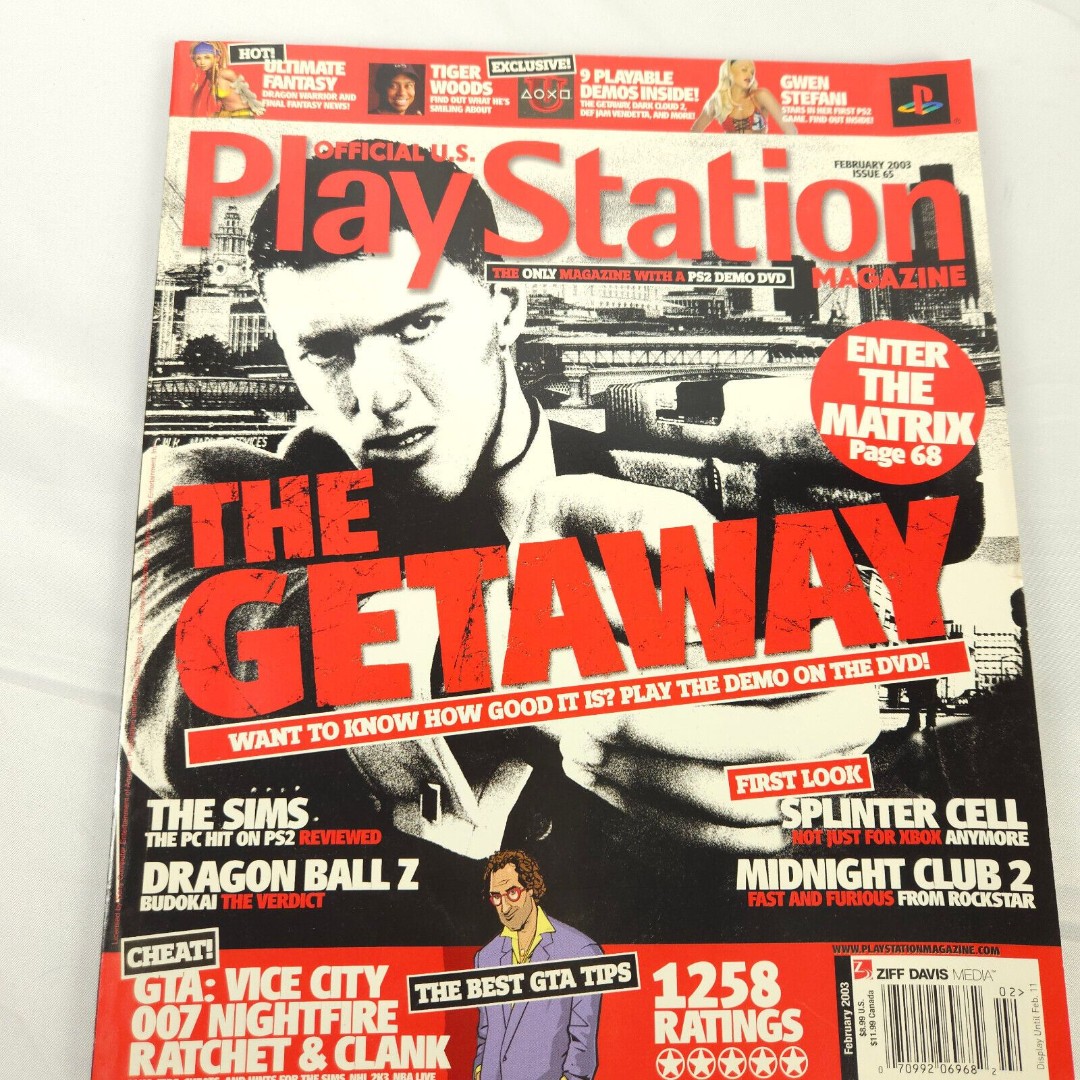 HOT!
ULTIMATE
FANTASY
DRAGON WARRIOR AND
FINAL FANTASY NEWS!
TIGER
WOODS
FIND OUT WHAT HE'S
SMILING ABOUT
EXCLUSIVE!
9 PLAYABLE
DEMOS INSIDE!
THE GETAWAY, DARK CLOUD 2,
DEF JAM VENDETTA, AND MORE!
GWEN
STEFANI
STARS IN HER FIRST PS2
GAME. FIND OUT INSIDE!
OFFICIAL U.S.
PlayStation
MAGAZINE
FEBRUARY 2003
ISSUE 65
THE ONLY MAGAZINE WITH A PS2 DEMO DVD
ENTER
THE
MATRIX
Page 68
THE
GETAWAY
WANT TO KNOW HOW GOOD IT IS? PLAY THE DEMO ON THE DVD!
THE SIMS
THE PC HIT ON PS2 REVIEWED
DRAGON BALL Z
BUDOKAI THE VERDICT
FIRST LOOK
SPLINTER CELL
NOT JUST FOR XBOX ANYMORE
MIDNIGHT CLUB 2
FAST AND FURIOUS FROM ROCKSTAR
CHEAT!
GTA: VICE CITY
007 NIGHTFIRE
RATCHET & CLANK
THE BEST GTA TIPS
1258
RATINGS
WWW.PLAYSTATIONMAGAZINE.COM
ZIFF DAVIS MEDIA™
February 2003
$8.99 U.S.
$11.99 Canada
02>
0 70992 06968 2
Display Until Feb. 11